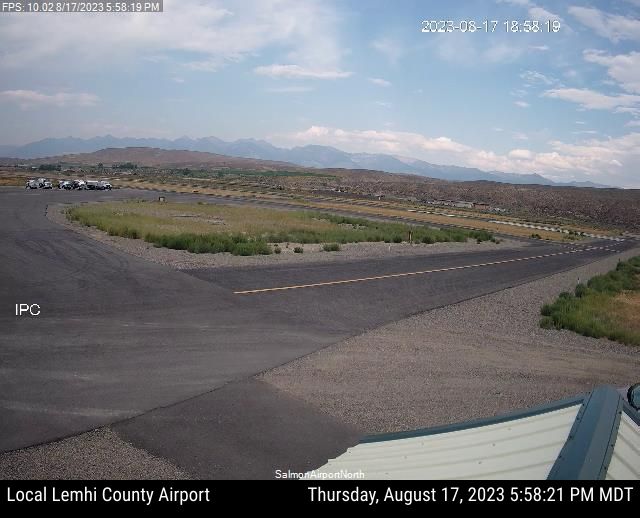 FPS: 10.02 8/17/2023 5:58:19 PM
2023-08-17 18:58:19
IPC
SalmonAirportNorth
Local Lemhi County Airport Thursday, August 17, 2023 5:58:21 PM MDT